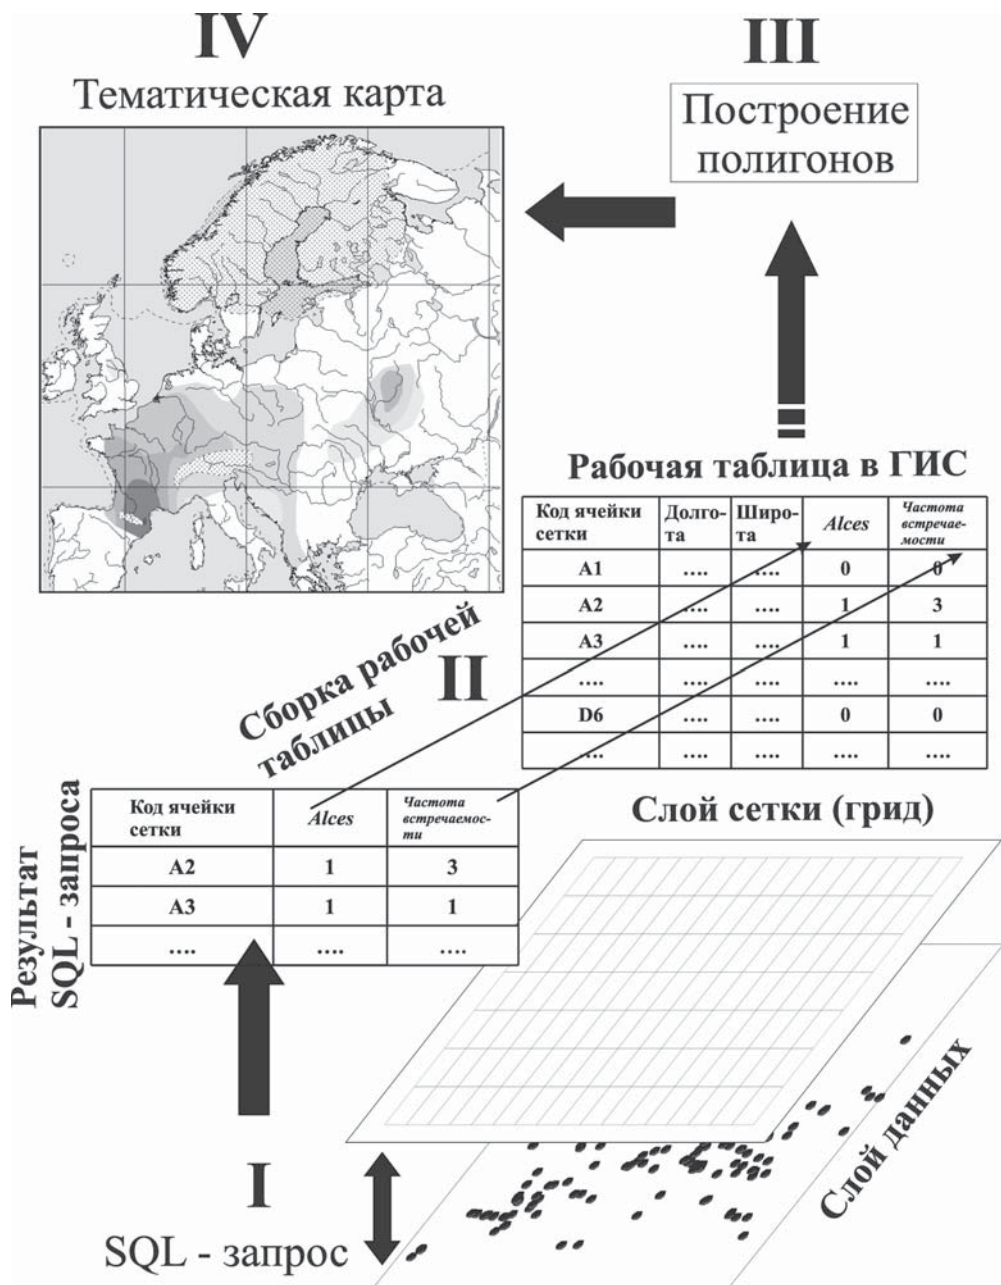 IV
Тематическая карта
III
Построение
полигонов
Рабочая таблица в ГИС
Код ячейки
сетки
Долго-
та
Широ-
та
Alces
Частота
встречае-
мости
A1 .... .... 0 0
A2 .... .... 1 3
A3 .... .... 1 1
.... .... .... .... ....
D6 .... .... 0 0
.... .... .... .... ....
II
Сборка рабочей
таблицы
Результат
SQL - запроса
Код ячейки
сетки
Alces
Частота
встречаемос-
ти
A2 1 3
A3 1 1
.... .... ....
Слой сетки (грид)
Слой данных
I
SQL - запрос